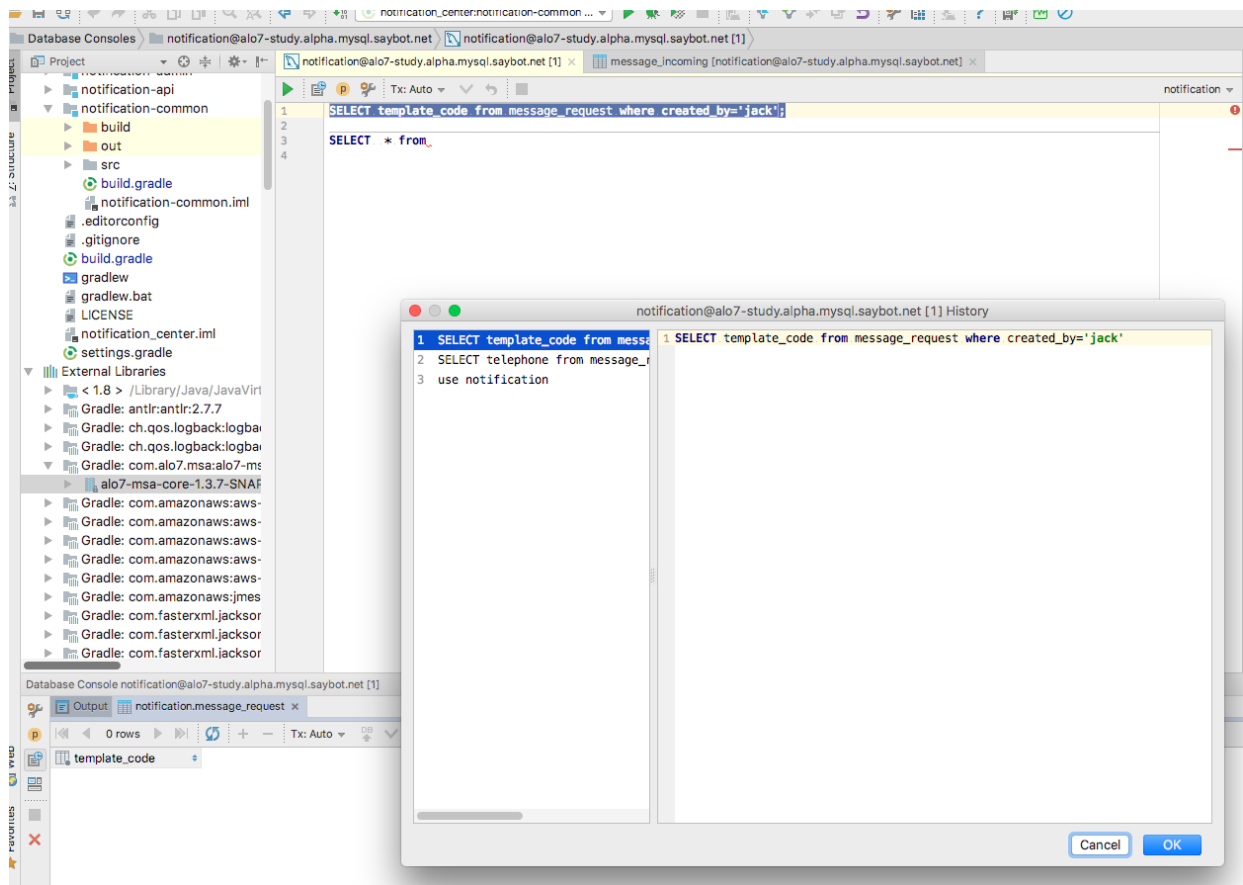 notification_center:notification-common ...
Database Consoles notification@alo7-study.alpha.mysql.saybot.net notification@alo7-study.alpha.mysql.saybot.net [1]
Project
notification@alo7-study.alpha.mysql.saybot.net [1]
message_incoming [notification@alo7-study.alpha.mysql.saybot.net]
notification-admin
notification-api
notification-common
build
out
src
build.gradle
notification-common.iml
.editorconfig
.gitignore
build.gradle
gradlew
gradlew.bat
LICENSE
notification_center.iml
settings.gradle
External Libraries
< 1.8 > /Library/Java/JavaVirt
Gradle: antlr:antlr:2.7.7
Gradle: ch.qos.logback:logba
Gradle: ch.qos.logback:logba
Gradle: com.alo7.msa:alo7-ms
alo7-msa-core-1.3.7-SNAP
Gradle: com.amazonaws:aws-
Gradle: com.amazonaws:aws-
Gradle: com.amazonaws:aws-
Gradle: com.amazonaws:aws-
Gradle: com.amazonaws:aws-
Gradle: com.amazonaws:jmes
Gradle: com.fasterxml.jackson
Gradle: com.fasterxml.jackson
Gradle: com.fasterxml.jackson
Tx: Auto
notification
1 SELECT template_code from message_request where created_by='jack';
2
3 SELECT * from
4
notification@alo7-study.alpha.mysql.saybot.net [1] History
1 SELECT template_code from messa
2 SELECT telephone from message_r
3 use notification
1 SELECT template_code from message_request where created_by='jack'
Cancel
OK
Database Console notification@alo7-study.alpha.mysql.saybot.net [1]
Output
notification.message_request
0 rows
Tx: Auto
DB
template_code
Favorites